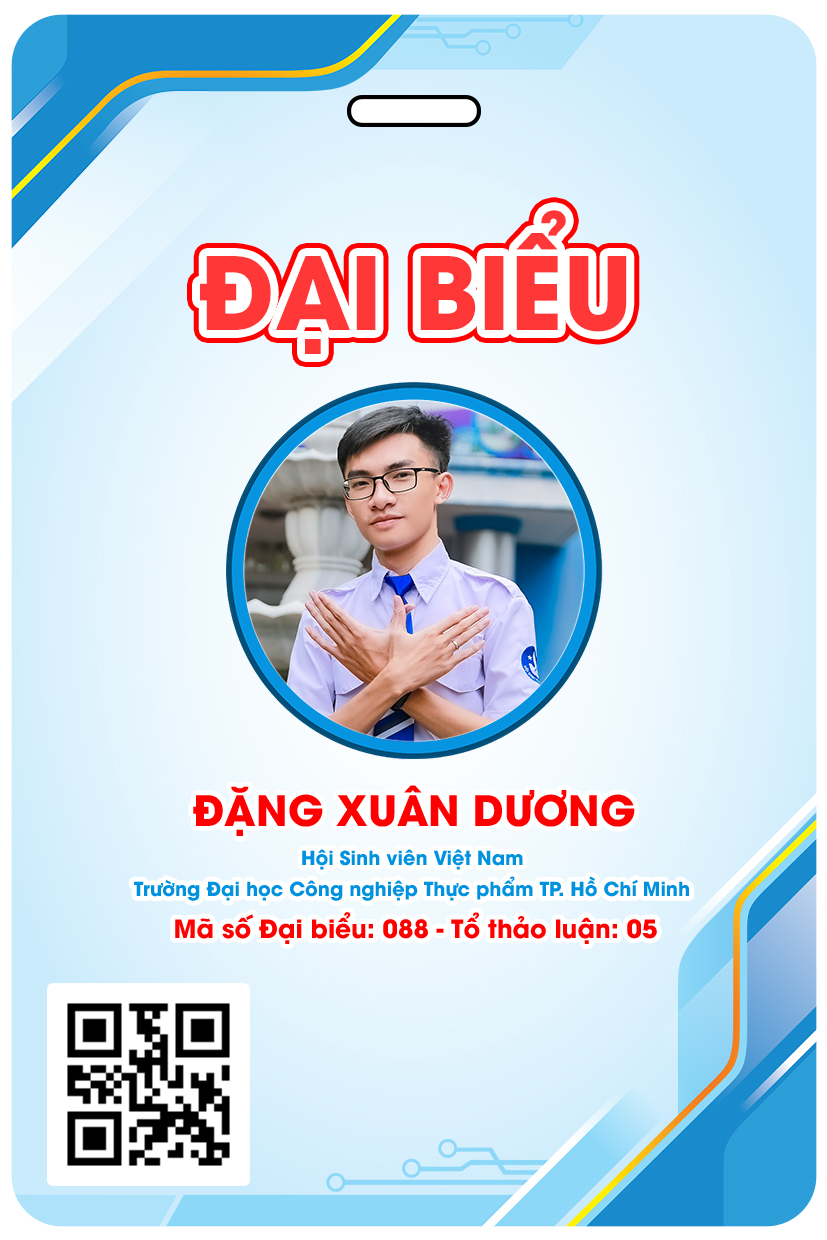 ĐẠI BIỂU
ĐẶNG XUÂN DƯƠNG
Hội Sinh viên Việt Nam
Trường Đại học Công nghiệp Thực phẩm TP. Hồ Chí Minh
Mã số Đại biểu: 088 - Tổ thảo luận: 05